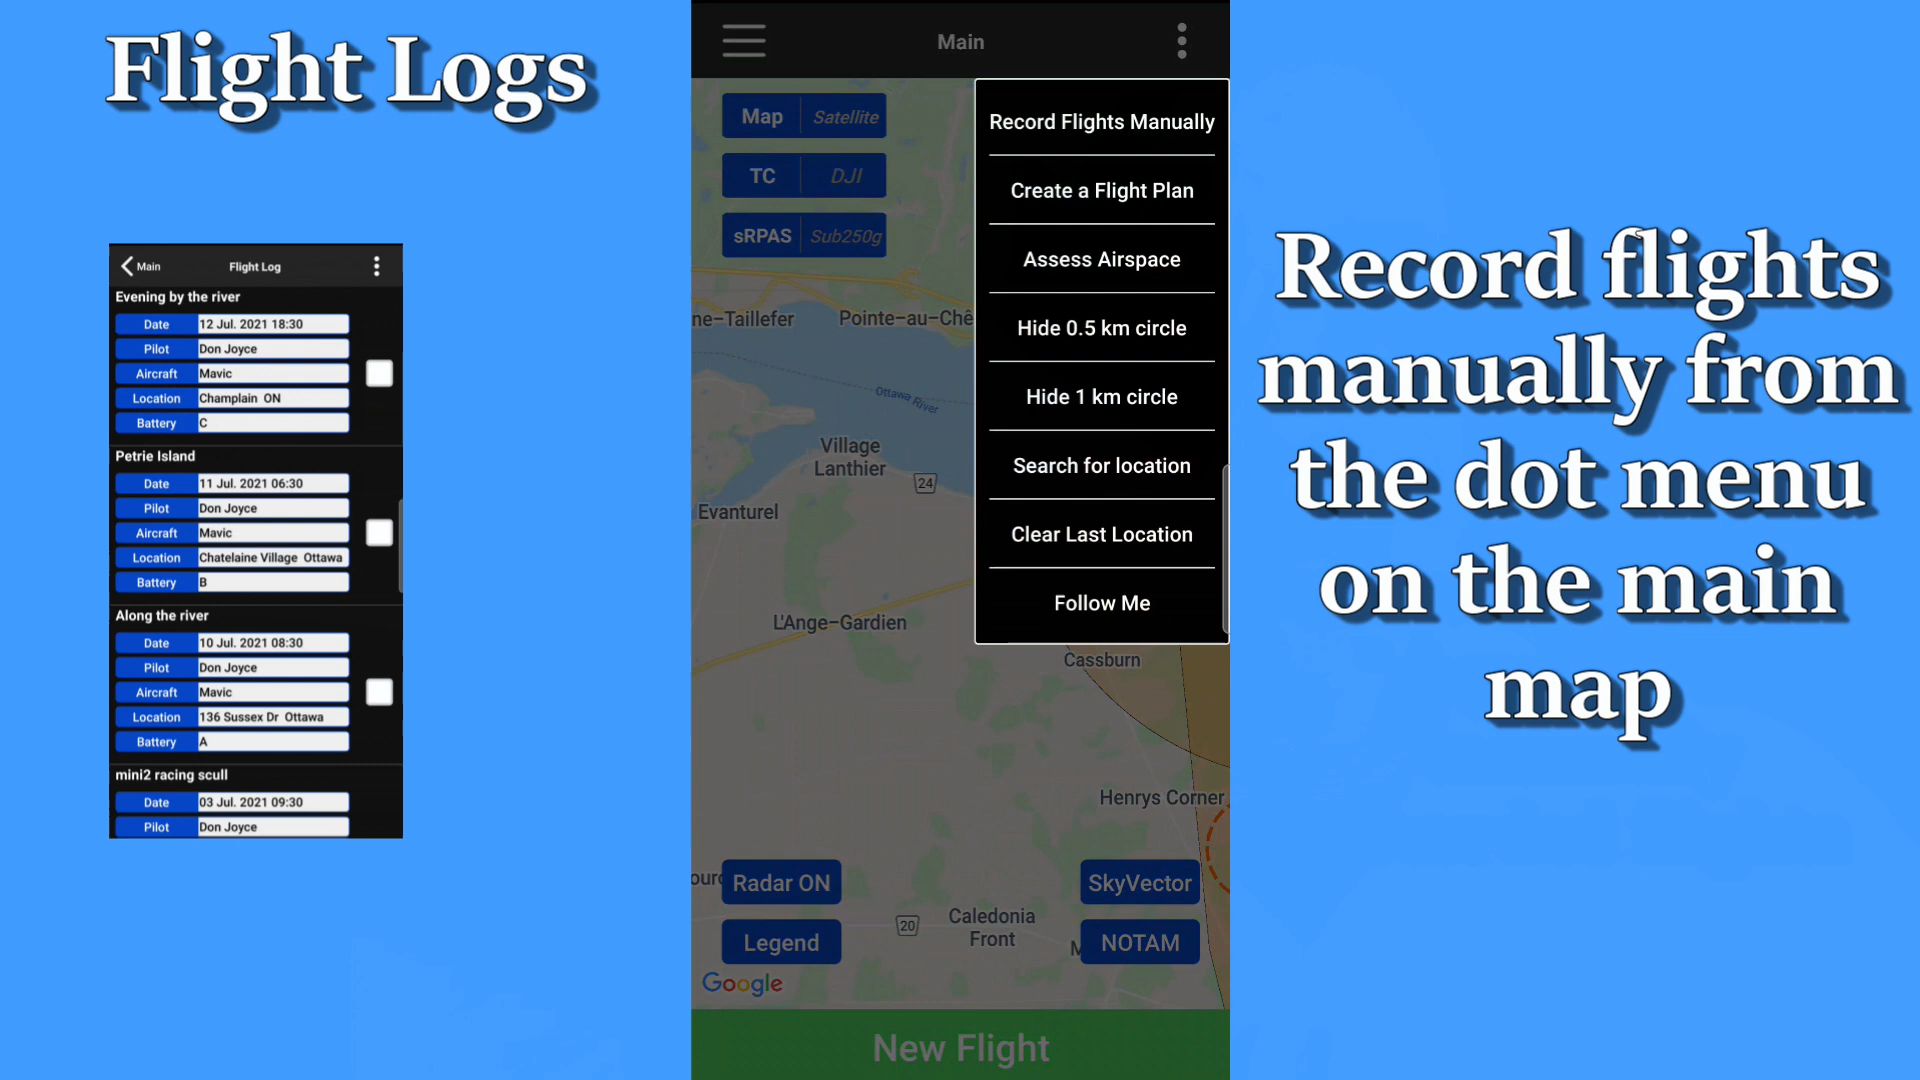 Flight Logs
Main
Flight Log
Evening by the river
Date 12 Jul. 2021 18:30
Pilot Don Joyce
Aircraft Mavic
Location Champlain ON
Battery C
Petrie Island
Date 11 Jul. 2021 06:30
Pilot Don Joyce
Aircraft Mavic
Location Chatelaine Village Ottawa
Battery B
Along the river
Date 10 Jul. 2021 08:30
Pilot Don Joyce
Aircraft Mavic
Location 136 Sussex Dr Ottawa
Battery A
mini2 racing scull
Date 03 Jul. 2021 09:30
Pilot Don Joyce
Main
Map Satellite
TC DJI
sRPAS Sub250g
ne-Taillefer
Pointe-au-Chê
Ottawa River
Village
Lanthier
24
Evanturel
L'Ange-Gardien
Cassburn
Henrys Corner
Caledonia
Front
20
Record Flights Manually
Create a Flight Plan
Assess Airspace
Hide 0.5 km circle
Hide 1 km circle
Search for location
Clear Last Location
Follow Me
Radar ON
SkyVector
Legend
NOTAM
Google
New Flight
Record flights
manually from
the dot menu
on the main
map